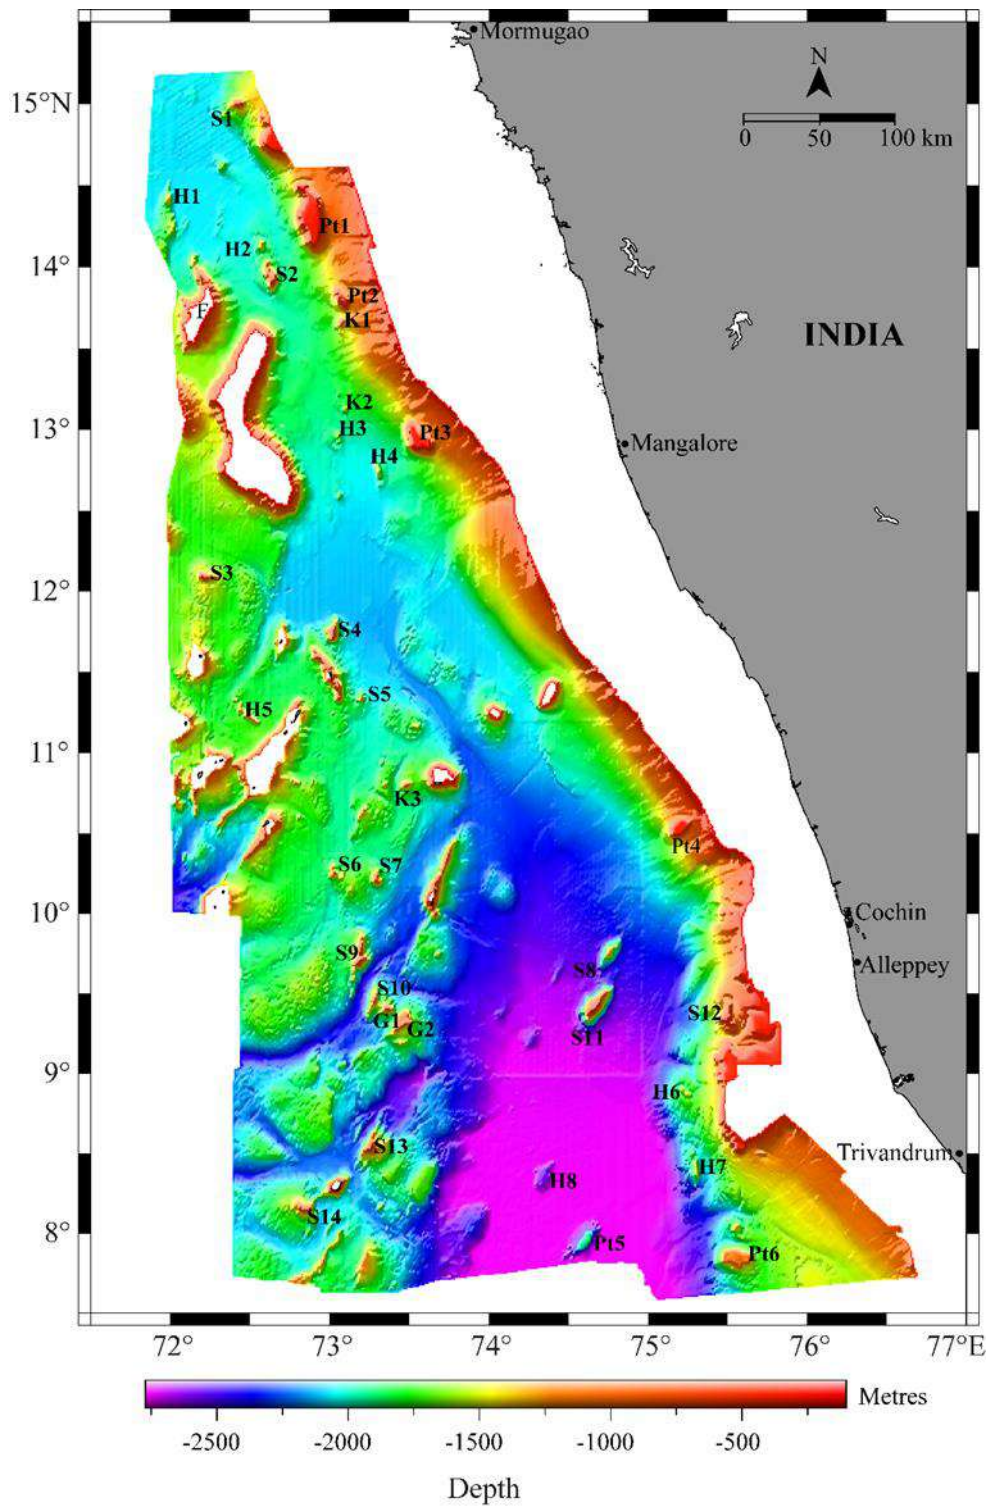 Mormugao
N
15°N
0 50 100 km
S1
H1
Pt1
H2
14°
S2
Pt2
F
K1
INDIA
K2
H3
13°
Pt3
Mangalore
H4
12°
S3
S4
S5
H5
11°
K3
Pt4
S6
S7
10°
Cochin
S9
S8
Alleppey
S10
G1
G2
S12
S11
9°
H6
S13
Trivandrum
H7
H8
S14
8°
Pt5
Pt6
72° 73° 74° 75° 76° 77°E
Metres
-2500 -2000 -1500 -1000 -500
Depth